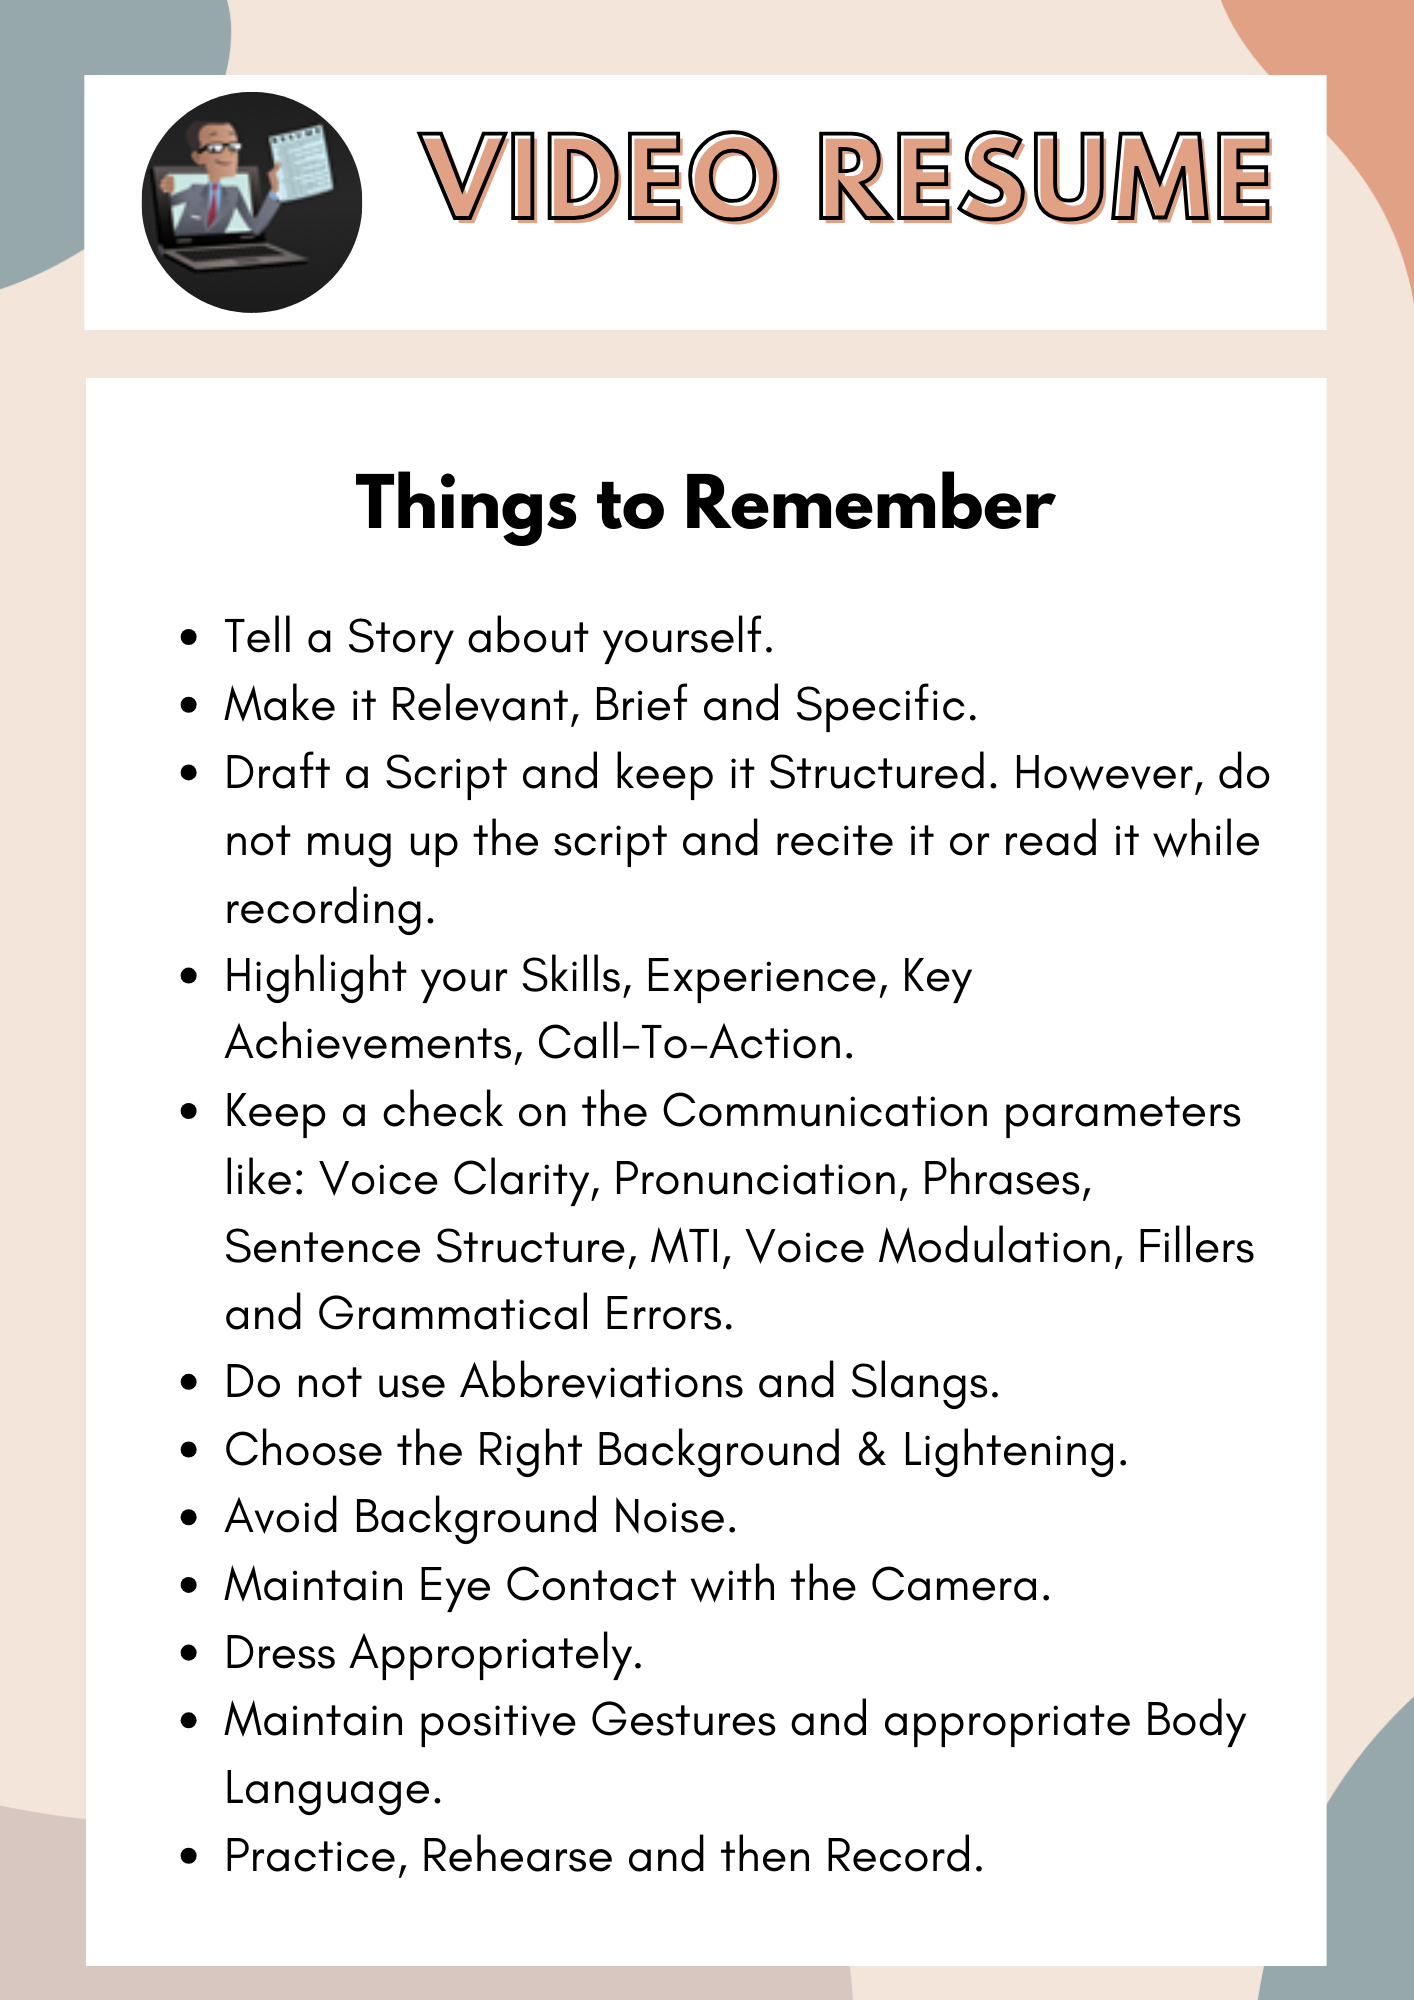 VIDEO RESUME
RESUME
Things to Remember
• Tell a Story about yourself.
• Make it Relevant, Brief and Specific.
• Draft a Script and keep it Structured. However, do
not mug up the script and recite it or read it while
recording.
• Highlight your Skills, Experience, Key
Achievements, Call-To-Action.
• Keep a check on the Communication parameters
like: Voice Clarity, Pronunciation, Phrases,
Sentence Structure, MTI, Voice Modulation, Fillers
and Grammatical Errors.
• Do not use Abbreviations and Slangs.
• Choose the Right Background & Lightening.
• Avoid Background Noise.
• Maintain Eye Contact with the Camera.
• Dress Appropriately.
• Maintain positive Gestures and appropriate Body
Language.
• Practice, Rehearse and then Record.